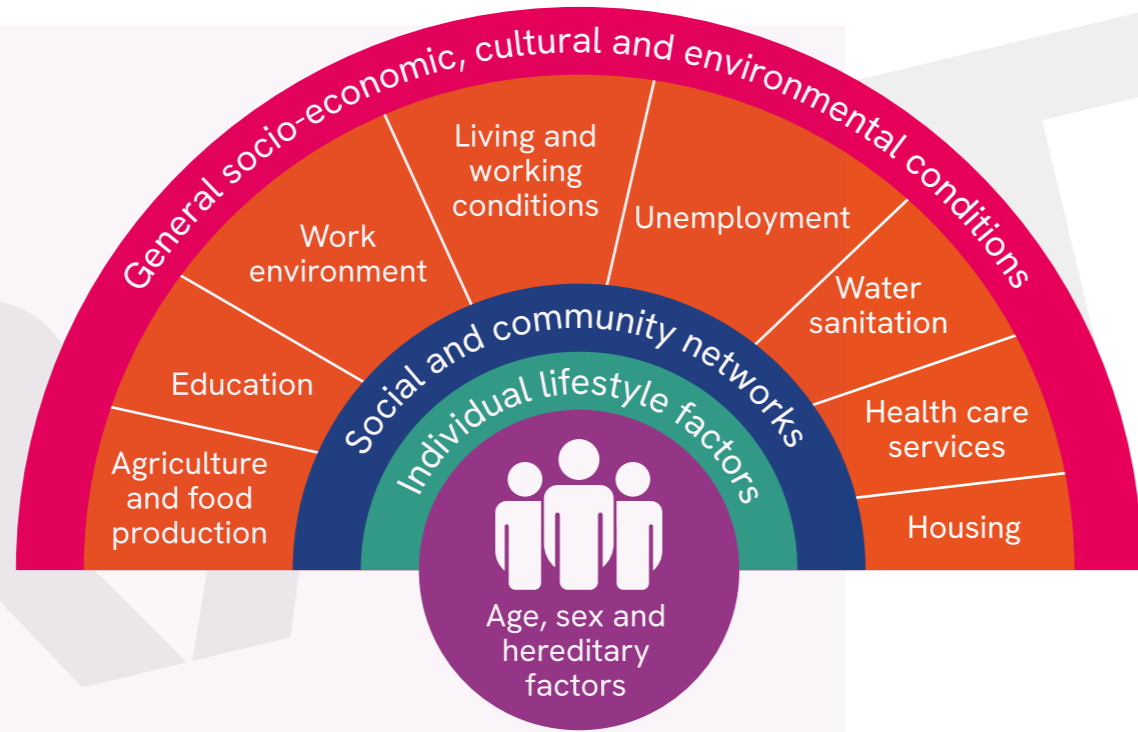 General socio-economic, cultural and environmental conditions
Agriculture
and food
production
Education
Work
environment
Living and
working
conditions
Unemployment
Water
sanitation
Health care
services
Housing
Social and community networks
Individual lifestyle factors
Age, sex and
hereditary
factors